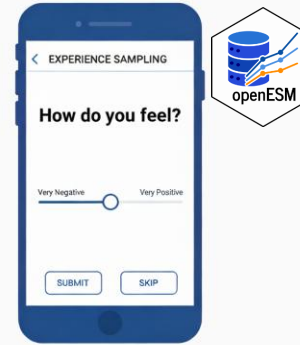 EXPERIENCE SAMPLING
openESM
How do you feel?
Very Negative Very Positive
SUBMIT SKIP